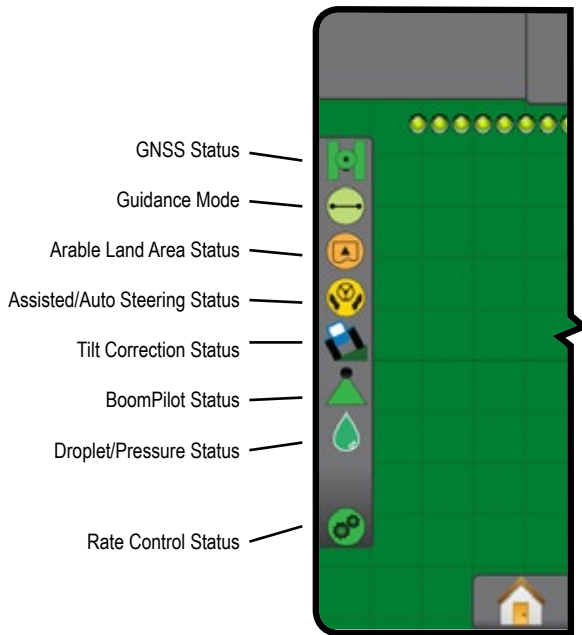 GNSS Status
Guidance Mode
Arable Land Area Status
Assisted/Auto Steering Status
Tilt Correction Status
BoomPilot Status
Droplet/Pressure Status
Rate Control Status